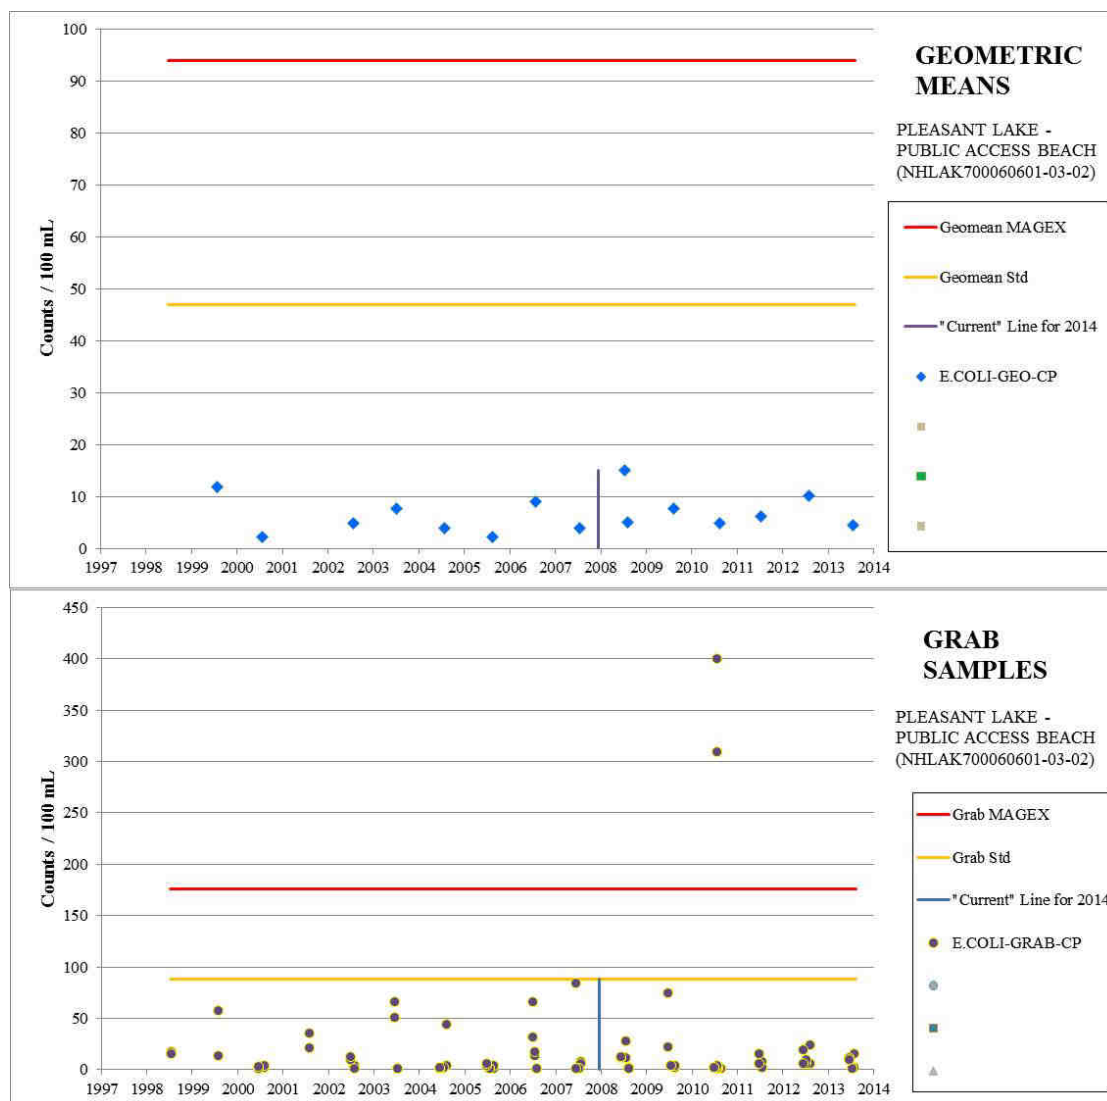 100
90
80
70
60
50
40
30
20
10
0
Counts / 100 mL
1997 1998 1999 2000 2001 2002 2003 2004 2005 2006 2007 2008 2009 2010 2011 2012 2013 2014
GEOMETRIC
MEANS
PLEASANT LAKE -
PUBLIC ACCESS BEACH
(NHLAK700060601-03-02)
Geomean MAGEX
Geomean Std
"Current" Line for 2014
E.COLI-GEO-CP
450
400
350
300
250
200
150
100
50
0
Counts / 100 mL
1997 1998 1999 2000 2001 2002 2003 2004 2005 2006 2007 2008 2009 2010 2011 2012 2013 2014
GRAB
SAMPLES
PLEASANT LAKE -
PUBLIC ACCESS BEACH
(NHLAK700060601-03-02)
Grab MAGEX
Grab Std
"Current" Line for 2014
E.COLI-GRAB-CP